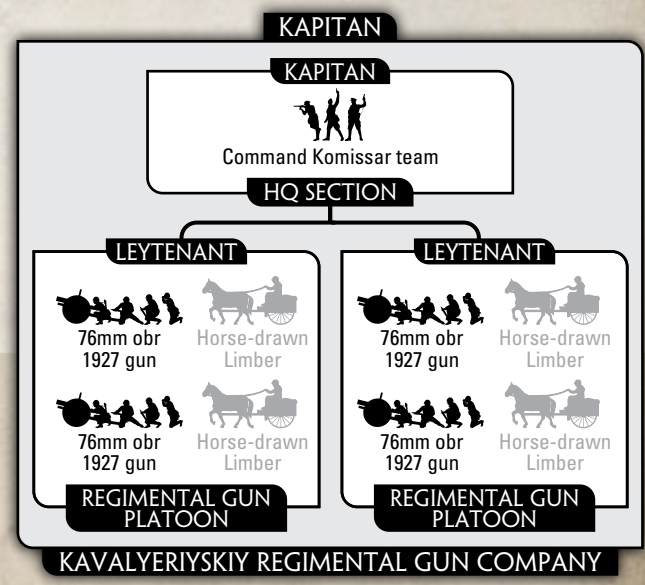 KAPITAN
KAPITAN
Command Komissar team
HQ SECTION
LEYTENANT
76mm obr
1927 gun
Horse-drawn
Limber
76mm obr
1927 gun
Horse-drawn
Limber
REGIMENTAL GUN
PLATOON
LEYTENANT
76mm obr
1927 gun
Horse-drawn
Limber
76mm obr
1927 gun
Horse-drawn
Limber
REGIMENTAL GUN
PLATOON
KAVALYERIYSKIY REGIMENTAL GUN COMPANY